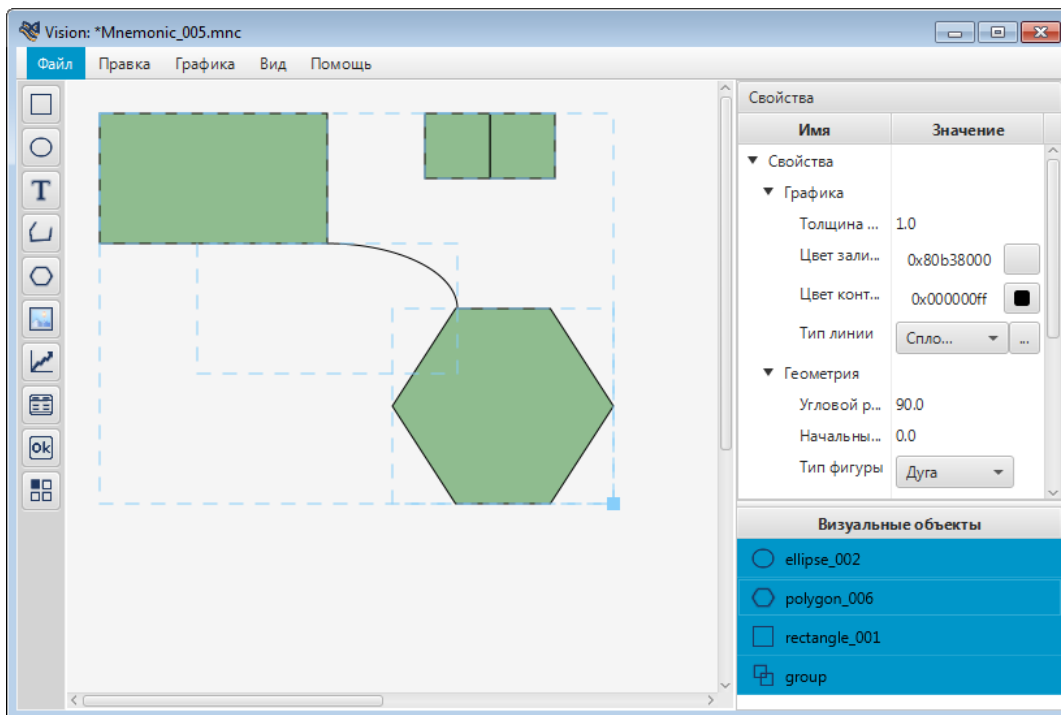 Vision: *Mnemonic_005.mnc
Файл Правка Графика Вид Помощь
T
ok
Свойства
Имя Значение
Свойства
Графика
Толщина ... 1.0
Цвет зали... 0x80b38000
Цвет конт... 0x000000ff
Тип линии Спло... ...
Геометрия
Угловой р... 90.0
Начальны... 0.0
Тип фигуры Дуга
Визуальные объекты
ellipse_002
polygon_006
rectangle_001
group